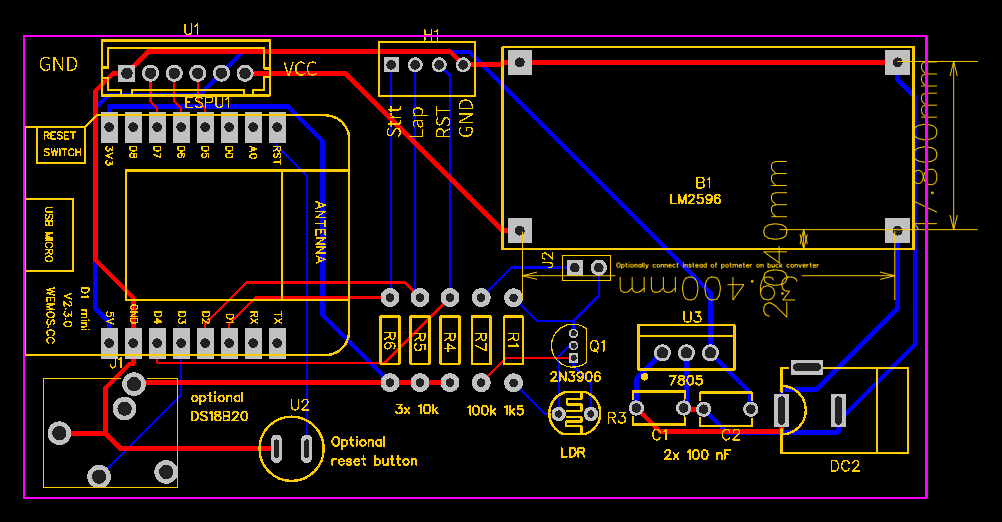 U1
H1
GND
VCC
ESPU1
Strt
Lap
RST
GND
RESET
SWITCH
3V3
D8
D7
D6
D5
D0
A0
RST
B1
LM2596
17.800mm
ANTENNA
USB MICRO
J2
Optionally connect instead of potmeter on buck converter
39.400mm
D1 mini
V2.3.0
WEMOS.CC
5V
GND
D4
D3
D2
D1
RX
TX
R6
R5
R4
R7
R1
Q1
2N3906
U3
7805
J1
optional
DS18B20
U2
3x 10k
100k 1k5
R3
C1
C2
2x 100 nF
LDR
Optional
reset button
DC2